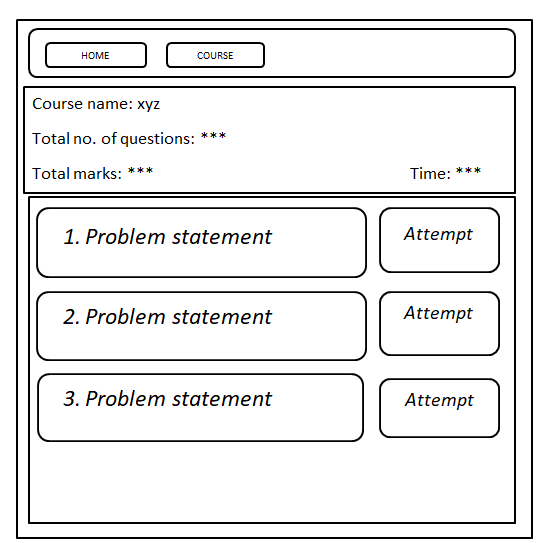 HOME COURSE
Course name: xyz
Total no. of questions: ***
Total marks: *** Time: ***
1. Problem statement Attempt
2. Problem statement Attempt
3. Problem statement Attempt